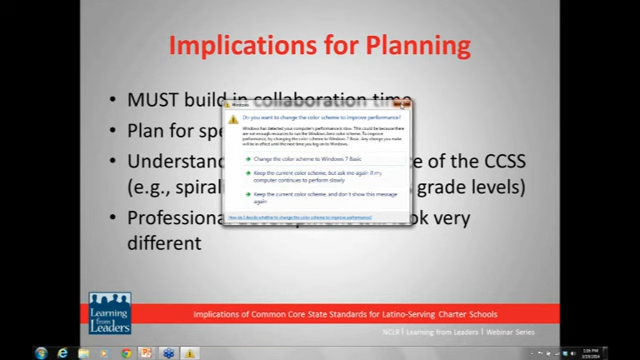 Implications for Planning
• MUST build in collaboration time
• Plan for spe
• Understand e of the CCSS
(e.g., spiral grade levels)
• Professional development will look very
different
Windows
Do you want to change the color scheme to improve performance?
Windows has detected your computer's performance is slow. This could be because there
are not enough resources to run the Windows Aero color scheme. To improve
performance, try changing the color scheme to Windows 7 Basic. Any change you make
will be in effect until the next time you log on to Windows.
Change the color scheme to Windows 7 Basic
Keep the current color scheme, but ask me again if my
computer continues to perform slowly
Keep the current color scheme, and don't show this message
again
How do I decide whether to change the color scheme to improve performance?
Learning
from
Leaders
Implications of Common Core State Standards for Latino-Serving Charter Schools
NCLR | Learning from Leaders | Webinar Series